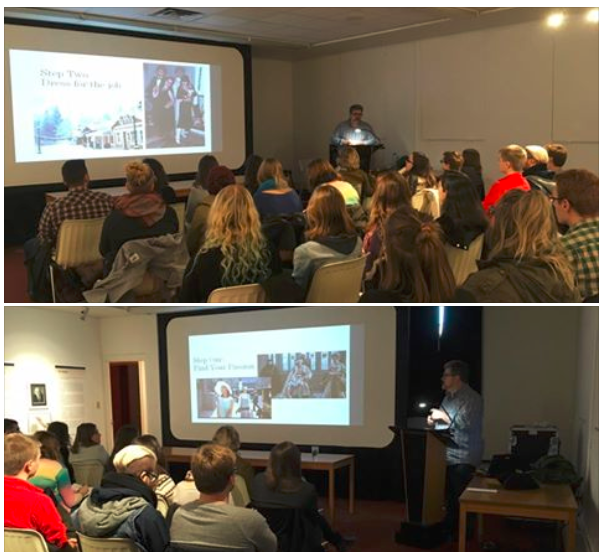 Step Two
Dress for the job
Step One
Find Your Passion